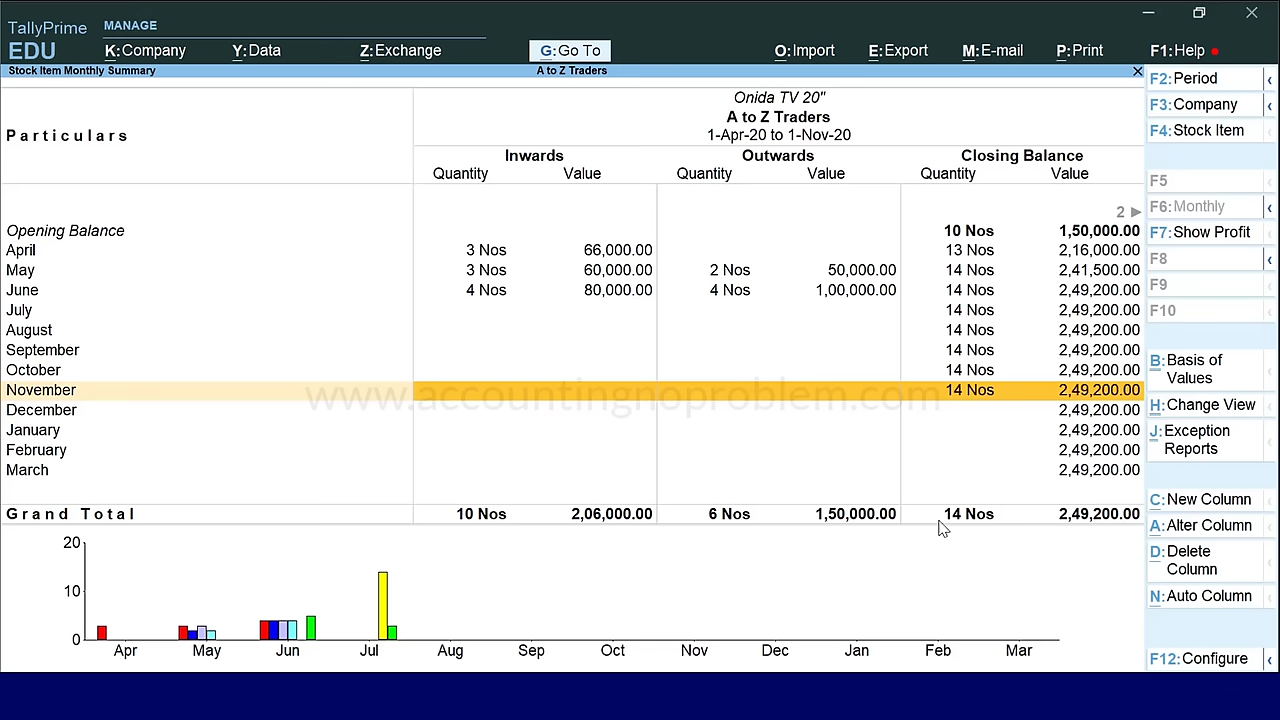 TallyPrime MANAGE
EDU K:Company Y:Data Z:Exchange G:Go To O:Import E:Export M:E-mail P:Print F1:Help
Stock Item Monthly Summary A to Z Traders
Particulars
Onida TV 20"
A to Z Traders
1-Apr-20 to 1-Nov-20
Inwards Outwards Closing Balance
Quantity Value Quantity Value Quantity Value
2
Opening Balance 10 Nos 1,50,000.00
April 3 Nos 66,000.00 13 Nos 2,16,000.00
May 3 Nos 60,000.00 2 Nos 50,000.00 14 Nos 2,41,500.00
June 4 Nos 80,000.00 4 Nos 1,00,000.00 14 Nos 2,49,200.00
July 14 Nos 2,49,200.00
August 14 Nos 2,49,200.00
September 14 Nos 2,49,200.00
October 14 Nos 2,49,200.00
November 14 Nos 2,49,200.00
www.accountingnoproblem.com
December 2,49,200.00
January 2,49,200.00
February 2,49,200.00
March 2,49,200.00
Grand Total 10 Nos 2,06,000.00 6 Nos 1,50,000.00 14 Nos 2,49,200.00
20
10
0
Apr May Jun Jul Aug Sep Oct Nov Dec Jan Feb Mar
F2:Period
F3:Company
F4:Stock Item
F5
F6:Monthly
F7:Show Profit
F8
F9
F10
B:Basis of
Values
H:Change View
J:Exception
Reports
C:New Column
A:Alter Column
D:Delete
Column
N:Auto Column
F12:Configure